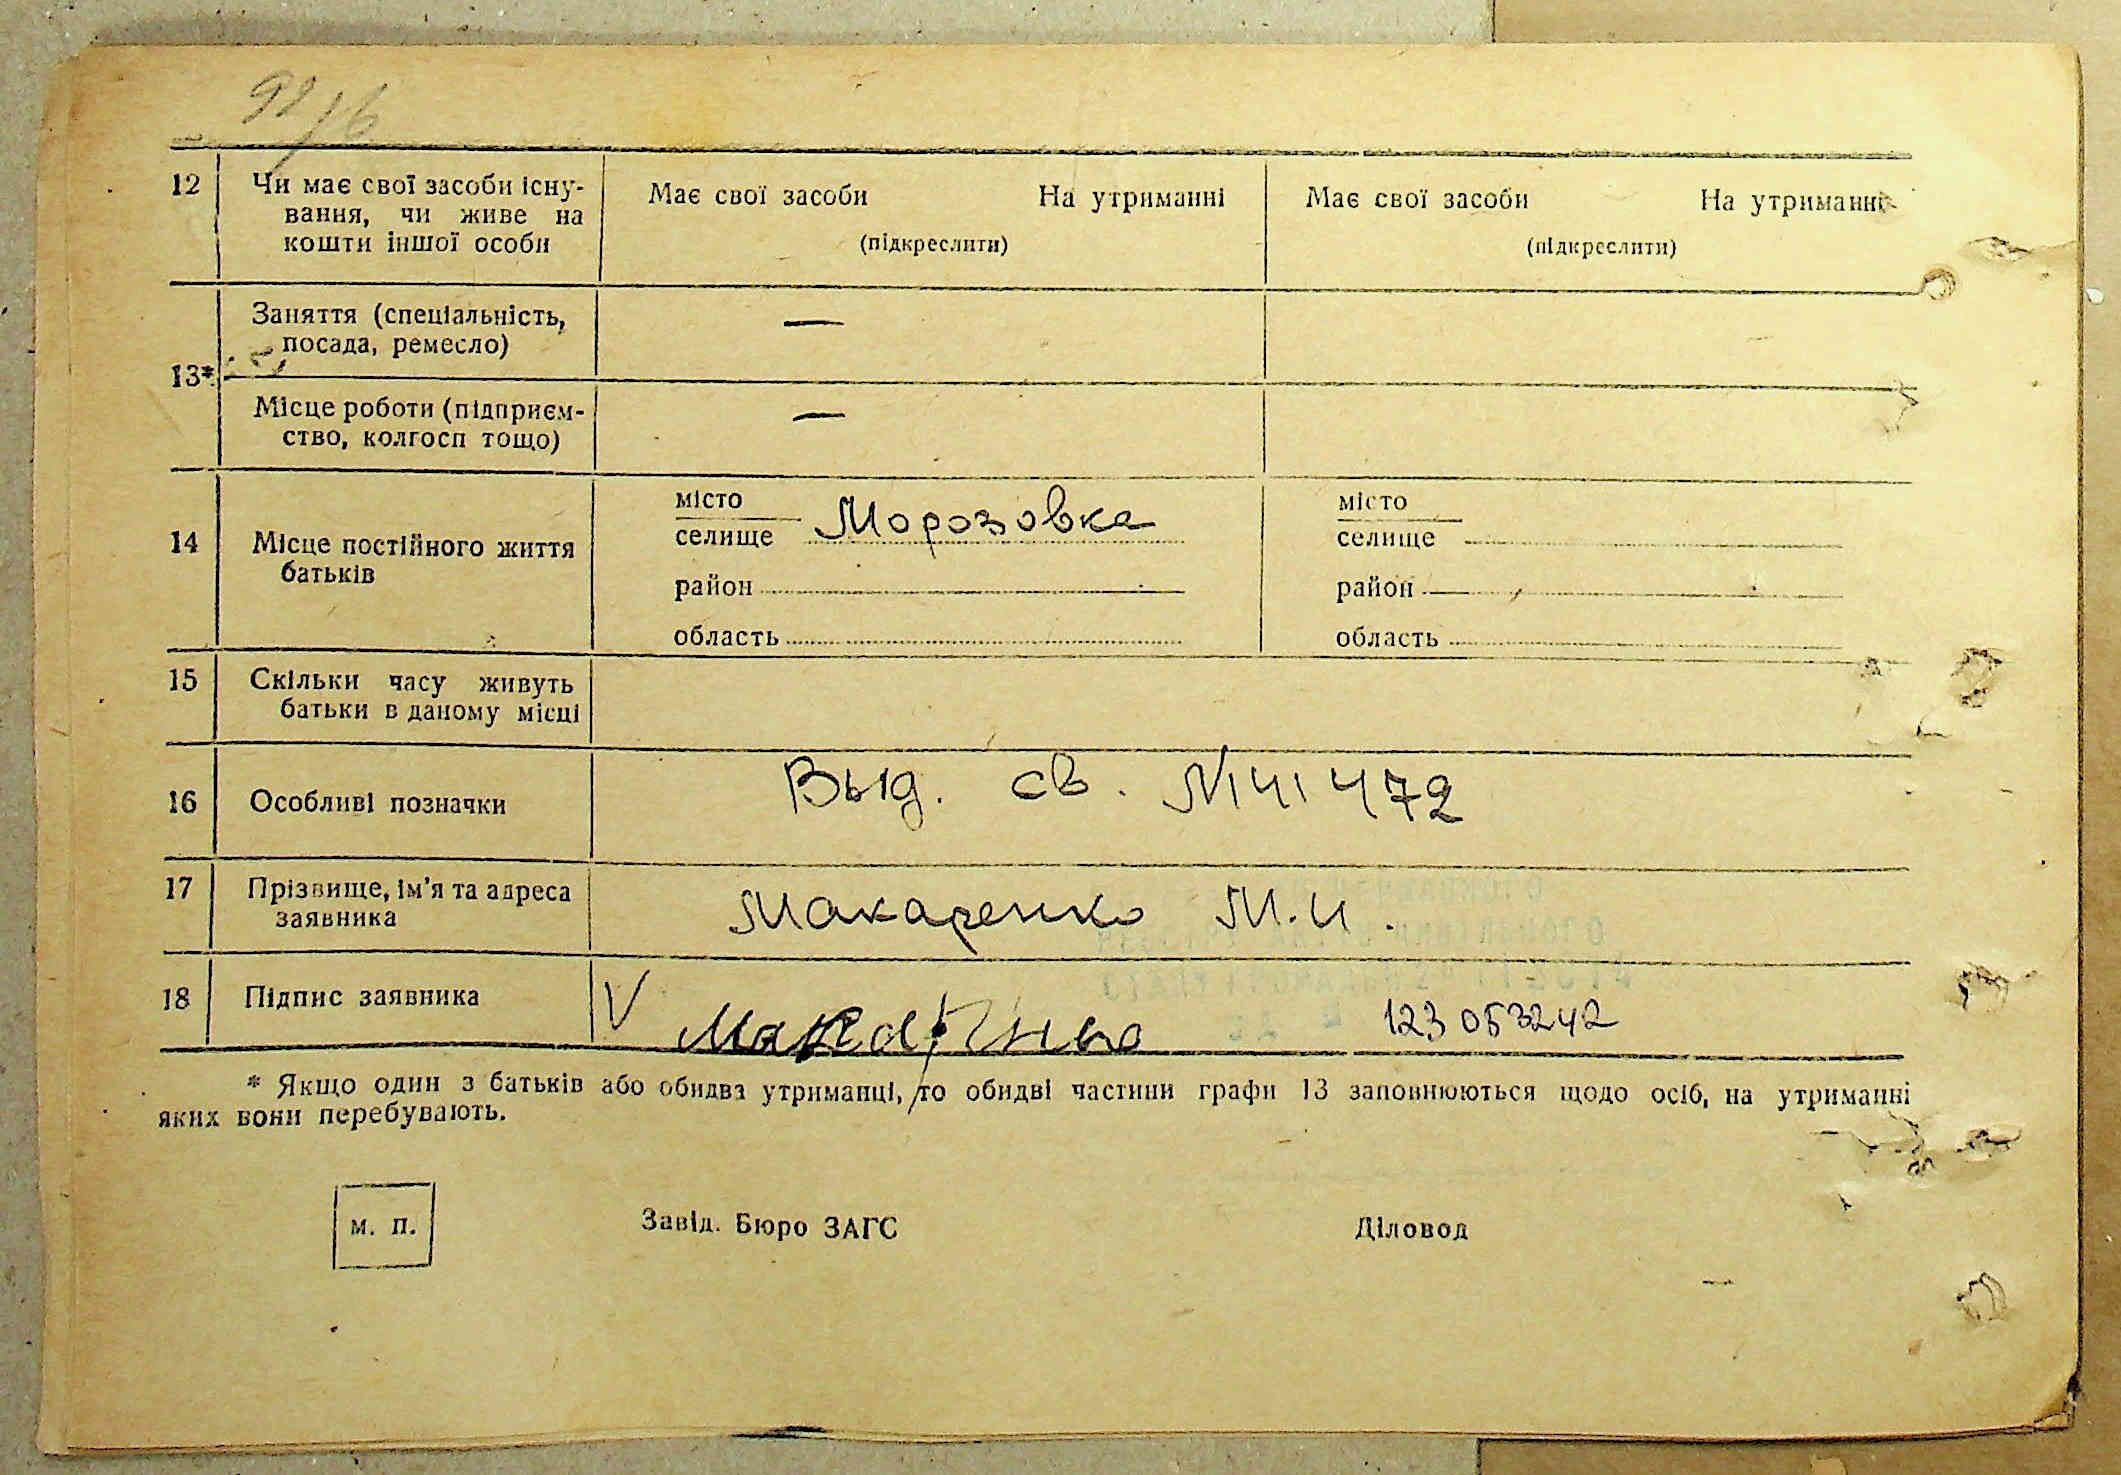 92/6
12 Чи має свої засоби існу-
вання, чи живе на
кошти іншої особи
Має свої засоби На утриманні
(підкреслити)
Має свої засоби На утриманні
(підкреслити)
13*
Заняття (спеціальність,
посада, ремесло)
—
Місце роботи (підприєм-
ство, колгосп тощо)
—
14 Місце постійного життя
батьків
місто
селище Морозовка
район
область
місто
селище
район
область
15 Скільки часу живуть
батьки в даному місці
16 Особливі позначки Выд. св. №141472
17 Прізвище, ім’я та адреса
заявника
Макаренко М.И.
18 Підпис заявника V 123053242
* Якщо один з батьків або обидва утриманці, то обидві частини графи 13 заповнюються щодо осіб, на утриманні
яких вони перебувають.
м. п. Завід. Бюро ЗАГС Діловод